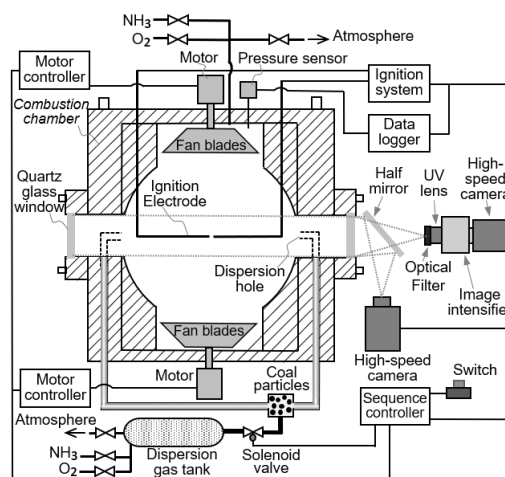 NH3
O2
Atmosphere
Motor
controller
Motor
Pressure sensor
Ignition
system
Combustion
chamber
Data
logger
Fan blades
Quartz
glass
window
Ignition
Electrode
Half
mirror
UV
lens
High-
speed
camera
Dispersion
hole
Optical
Filter
Image
intensifie
Fan blades
High-speed
camera
Motor
controller
Motor
Coal
particles
Switch
Sequence
controller
Atmosphere
NH3
O2
Dispersion
gas tank
Solenoid
valve